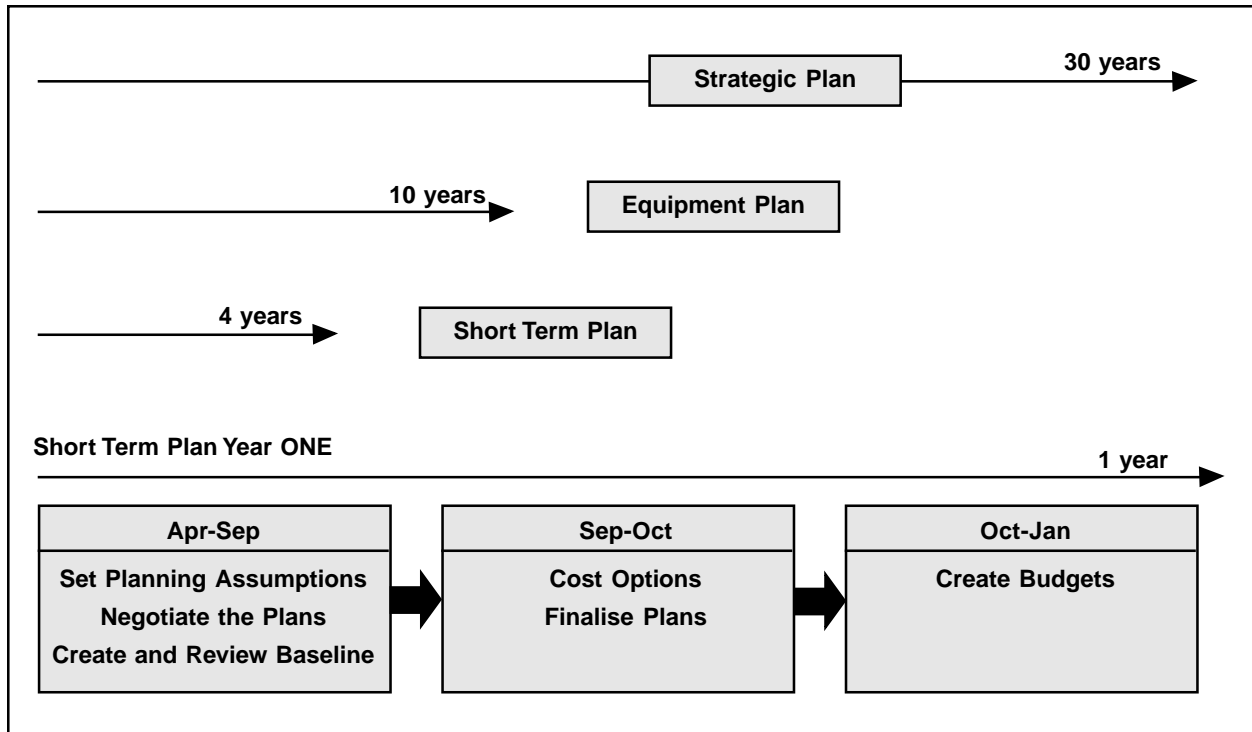 Strategic Plan
30 years
10 years
Equipment Plan
4 years
Short Term Plan
Short Term Plan Year ONE
1 year
Apr-Sep
Set Planning Assumptions
Negotiate the Plans
Create and Review Baseline
Sep-Oct
Cost Options
Finalise Plans
Oct-Jan
Create Budgets